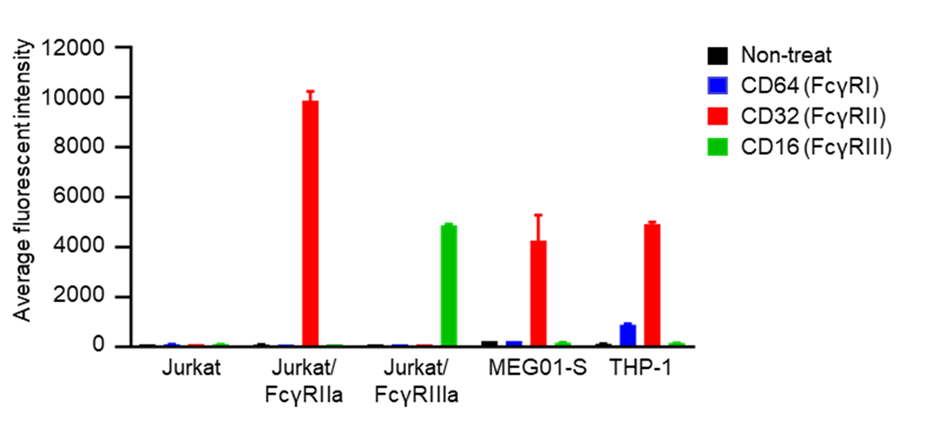 Average fluorescent intensity
12000
10000
8000
6000
4000
2000
0
Jurkat
Jurkat/
FcγRIIa
Jurkat/
FcγRIIIa
MEG01-S
THP-1
Non-treat
CD64 (FcγRI)
CD32 (FcγRII)
CD16 (FcγRIII)